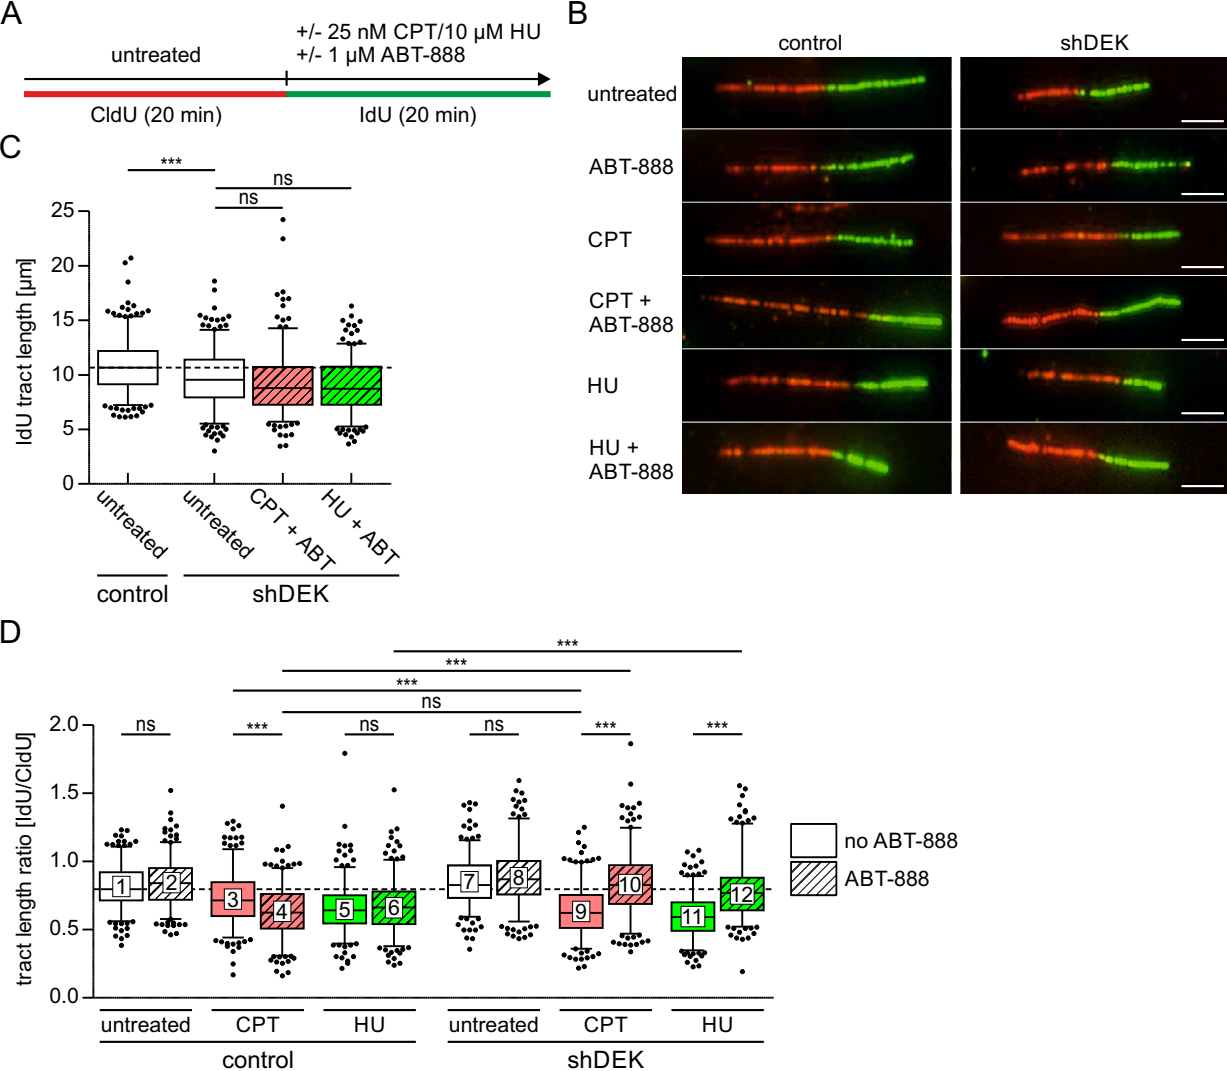 A
untreated
+/- 25 nM CPT/10 µM HU
+/- 1 µM ABT-888
CldU (20 min)
IdU (20 min)
B
control
shDEK
untreated
ABT-888
CPT
CPT +
ABT-888
HU
HU +
ABT-888
C
***
ns
ns
IdU tract length [µm]
25
20
15
10
5
0
untreated
untreated
CPT + ABT
HU + ABT
control
shDEK
D
***
***
***
ns
ns
***
ns
ns
***
***
tract length ratio [IdU/CldU]
2.0
1.5
1.0
0.5
0.0
1
2
3
4
5
6
7
8
9
10
11
12
no ABT-888
ABT-888
untreated
CPT
HU
untreated
CPT
HU
control
shDEK